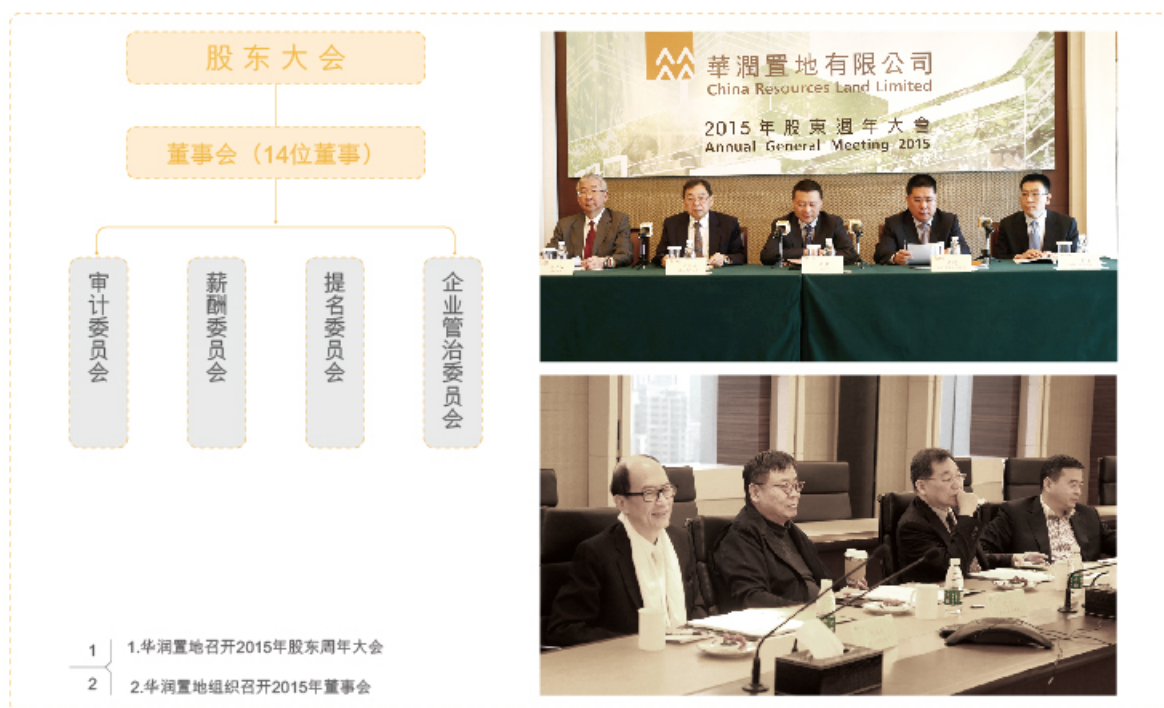 股东大会
董事会（14位董事）
审计委员会
薪酬委员会
提名委员会
企业管治委员会
華潤置地有限公司
China Resources Land Limited
2015年股東週年大會
Annual General Meeting 2015
1 1.华润置地召开2015年股东周年大会
2 2.华润置地组织召开2015年董事会